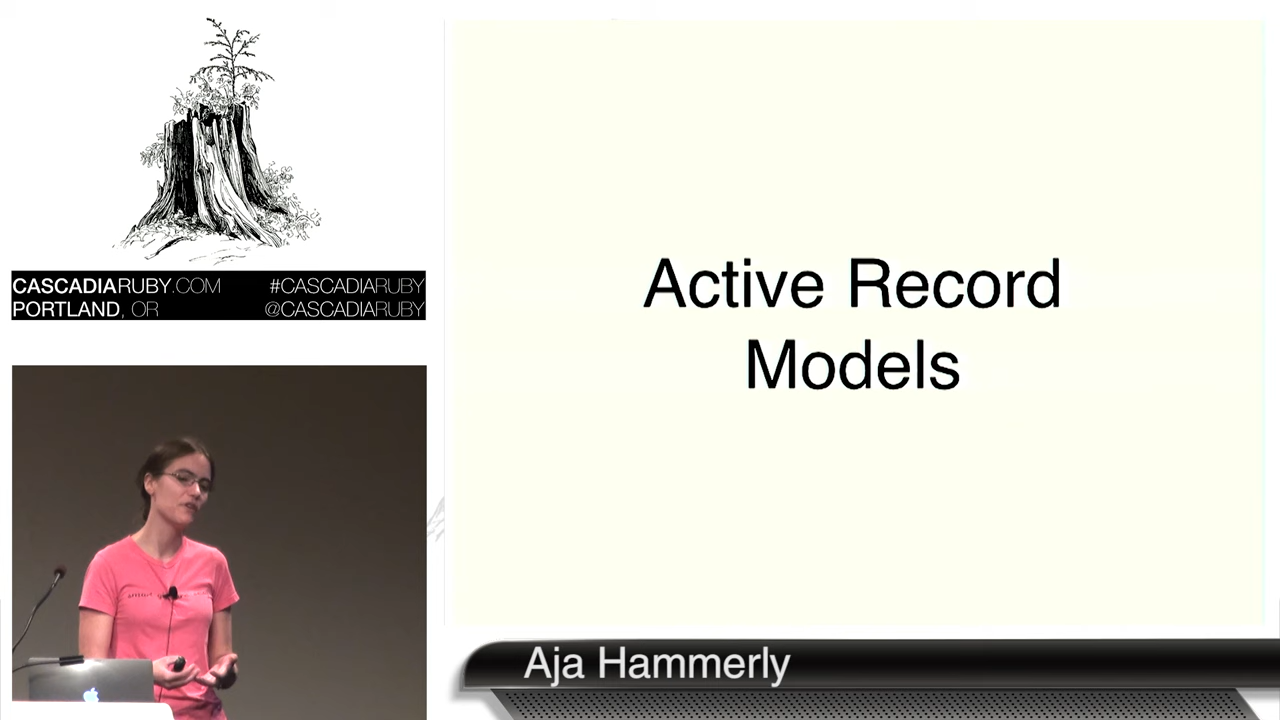 CASCADIARUBY.COM #CASCADIARUBY
PORTLAND, OR @CASCADIARUBY
Active Record
Models
Aja Hammerly